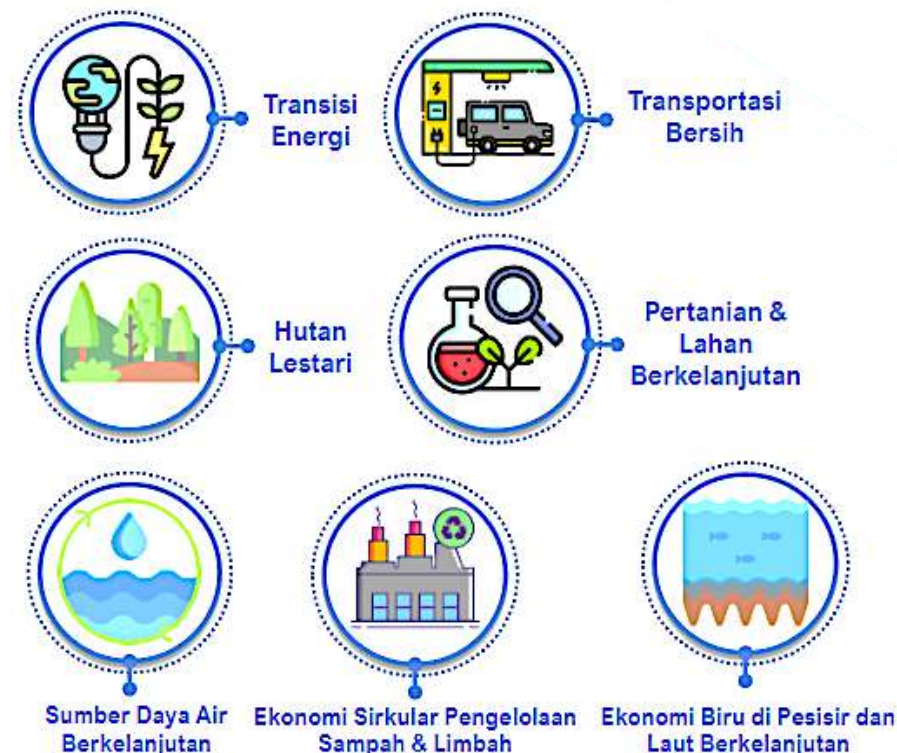 Transisi
Energi
Transportasi
Bersih
Hutan
Lestari
Pertanian &
Lahan
Berkelanjutan
Sumber Daya Air
Berkelanjutan
Ekonomi Sirkular Pengelolaan
Sampah & Limbah
Ekonomi Biru di Pesisir dan
Laut Berkelanjutan